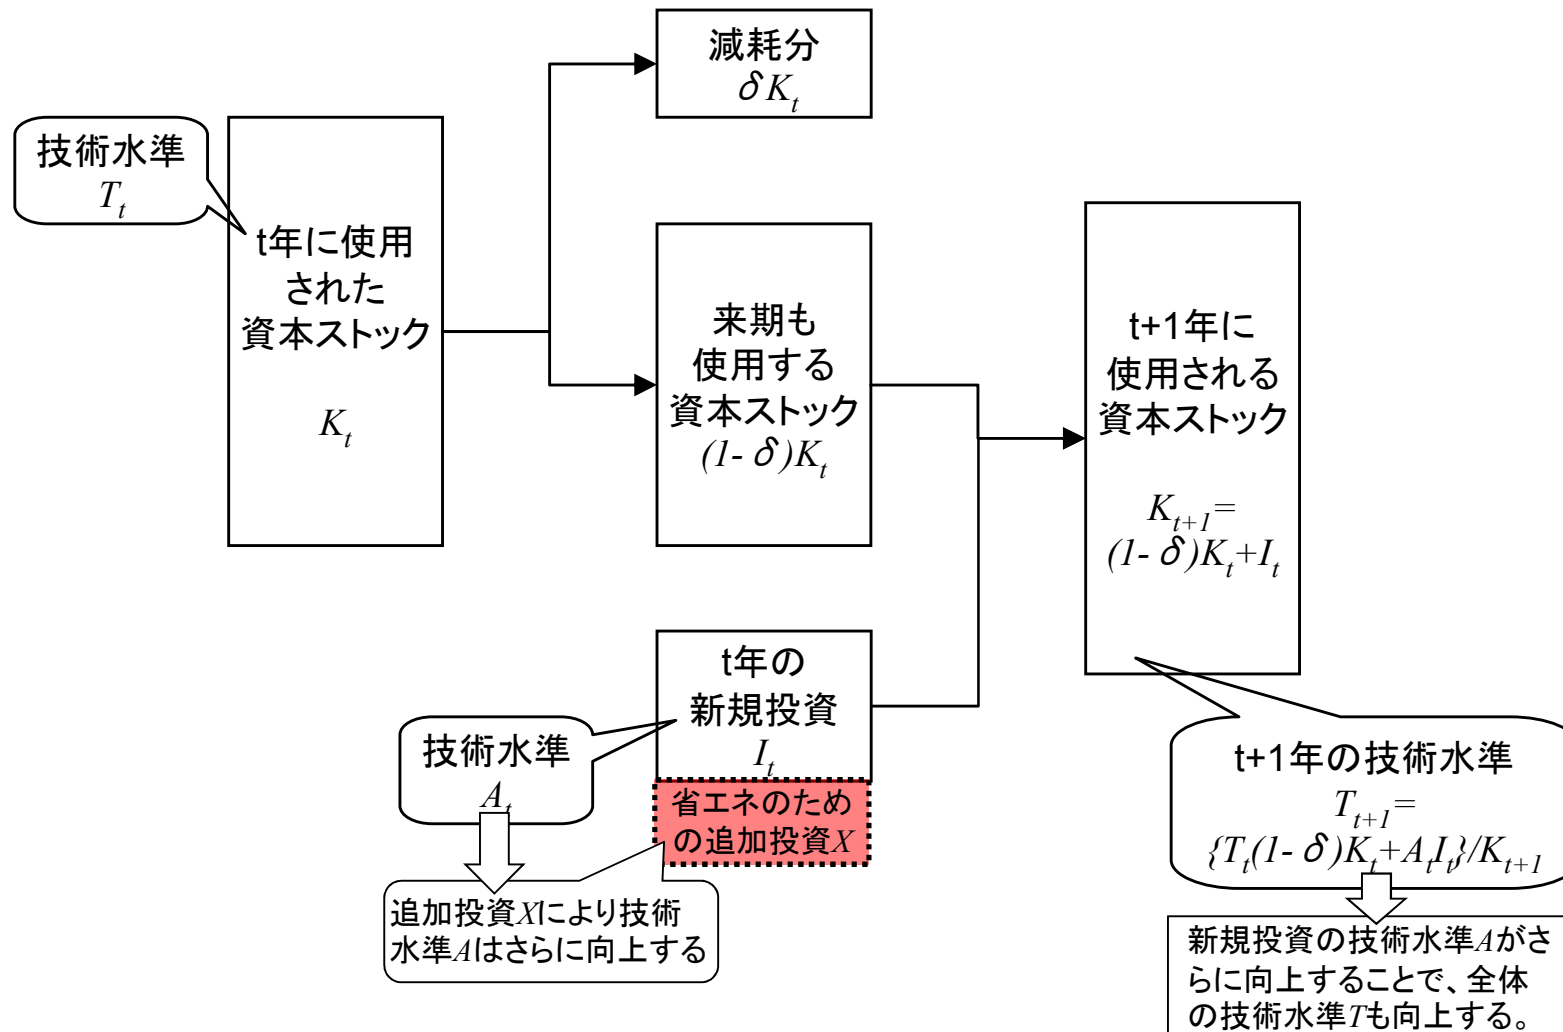 減耗分
δK_t
技術水準
T_t
t年に使用
された
資本ストック
K_t
来期も
使用する
資本ストック
(1-δ)K_t
t+1年に
使用される
資本ストック
K_{t+1}=
(1-δ)K_t+I_t
t年の
新規投資
I_t
技術水準
A_t
省エネのため
の追加投資X
追加投資Xにより技術
水準Aはさらに向上する
t+1年の技術水準
T_{t+1}=
{T_t(1-δ)K_t+A_tI_t}/K_{t+1}
新規投資の技術水準Aがさ
らに向上することで、全体
の技術水準Tも向上する。